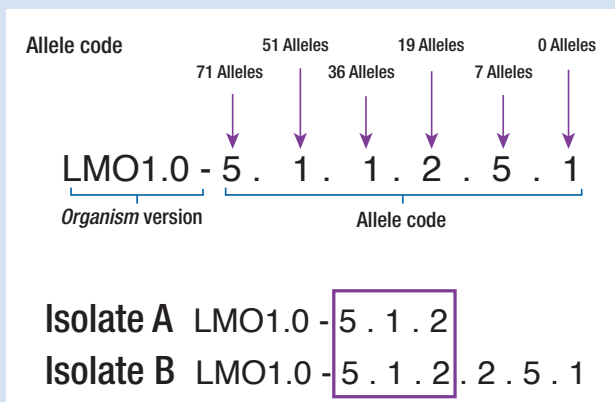 Allele code
51 Alleles 19 Alleles 0 Alleles
71 Alleles 36 Alleles 7 Alleles
LMO1.0 - 5 . 1 . 1 . 2 . 5 . 1
Organism version Allele code
Isolate A LMO1.0 - 5 . 1 . 2
Isolate B LMO1.0 - 5 . 1 . 2 . 2 . 5 . 1